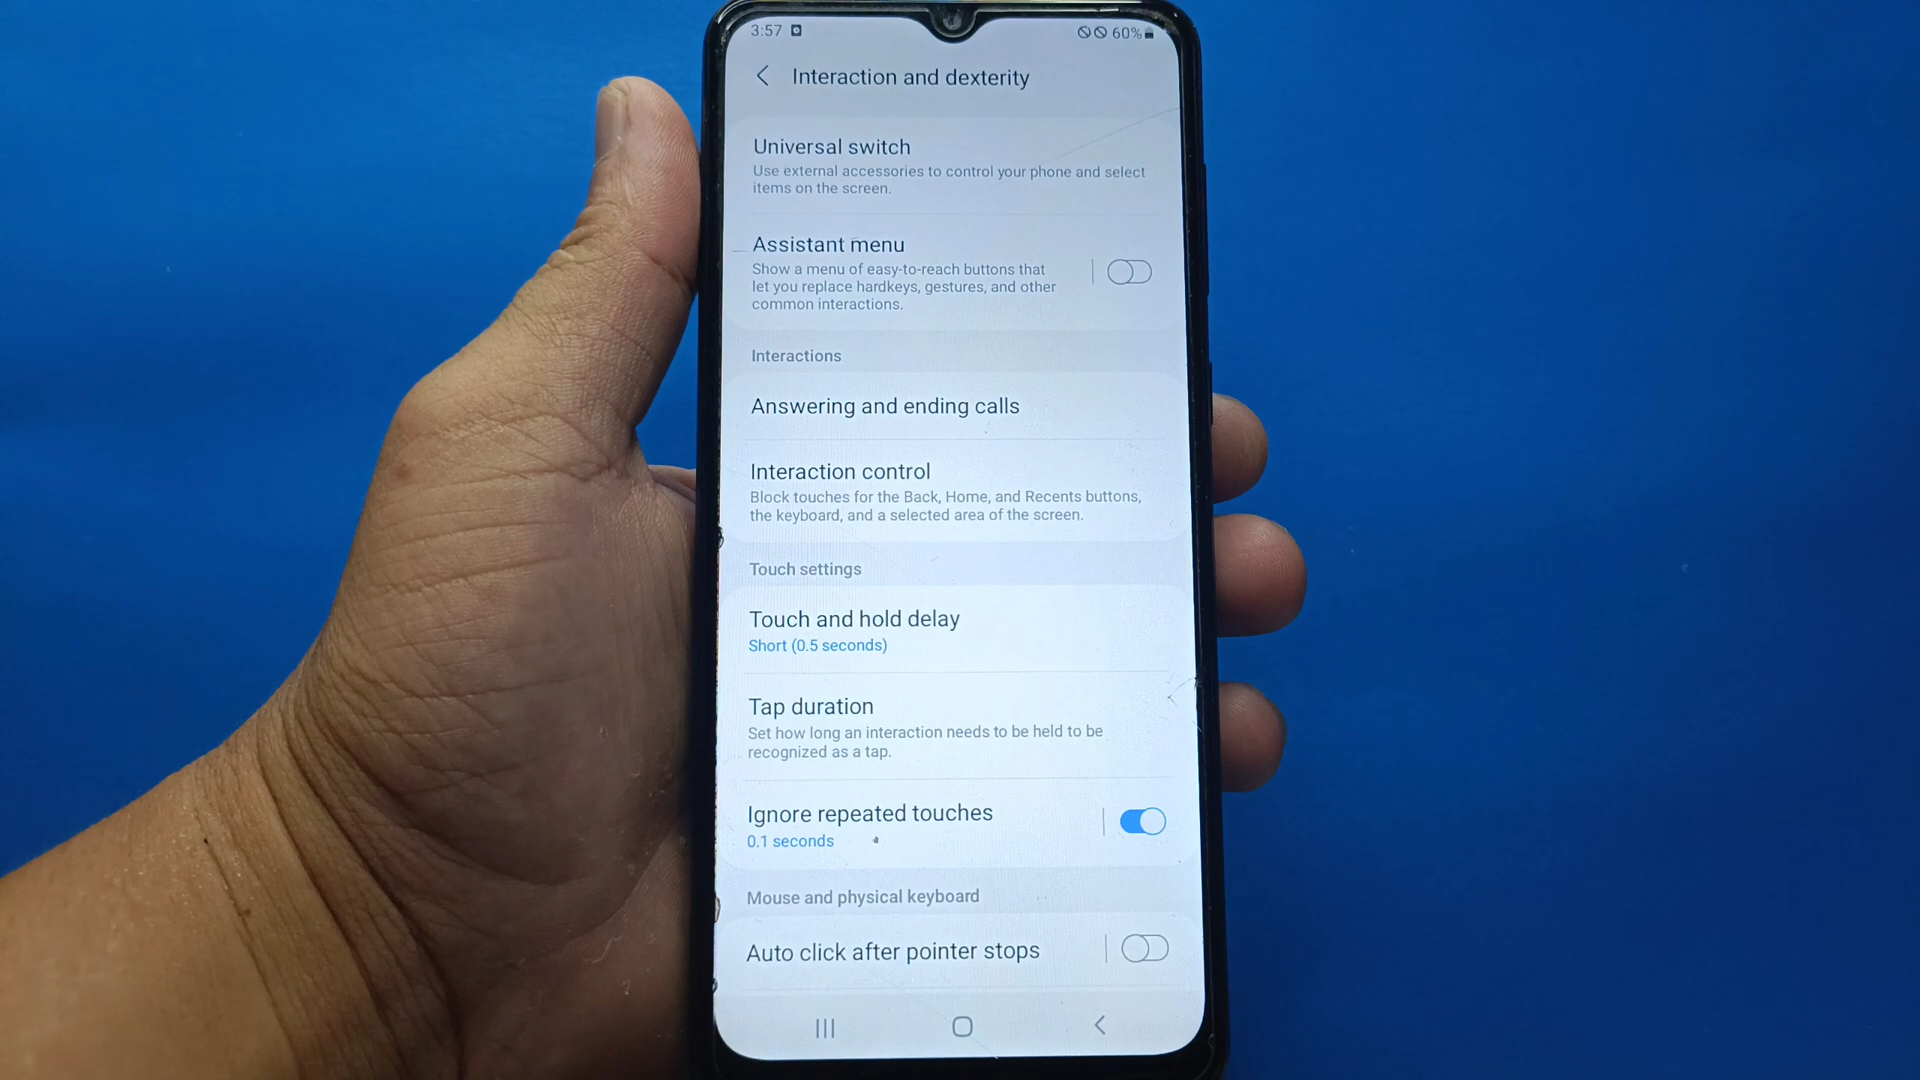 3:57
60%
Interaction and dexterity
Universal switch
Use external accessories to control your phone and select
items on the screen.
Assistant menu
Show a menu of easy-to-reach buttons that
let you replace hardkeys, gestures, and other
common interactions.
Interactions
Answering and ending calls
Interaction control
Block touches for the Back, Home, and Recents buttons,
the keyboard, and a selected area of the screen.
Touch settings
Touch and hold delay
Short (0.5 seconds)
Tap duration
Set how long an interaction needs to be held to be
recognized as a tap.
Ignore repeated touches
0.1 seconds
Mouse and physical keyboard
Auto click after pointer stops